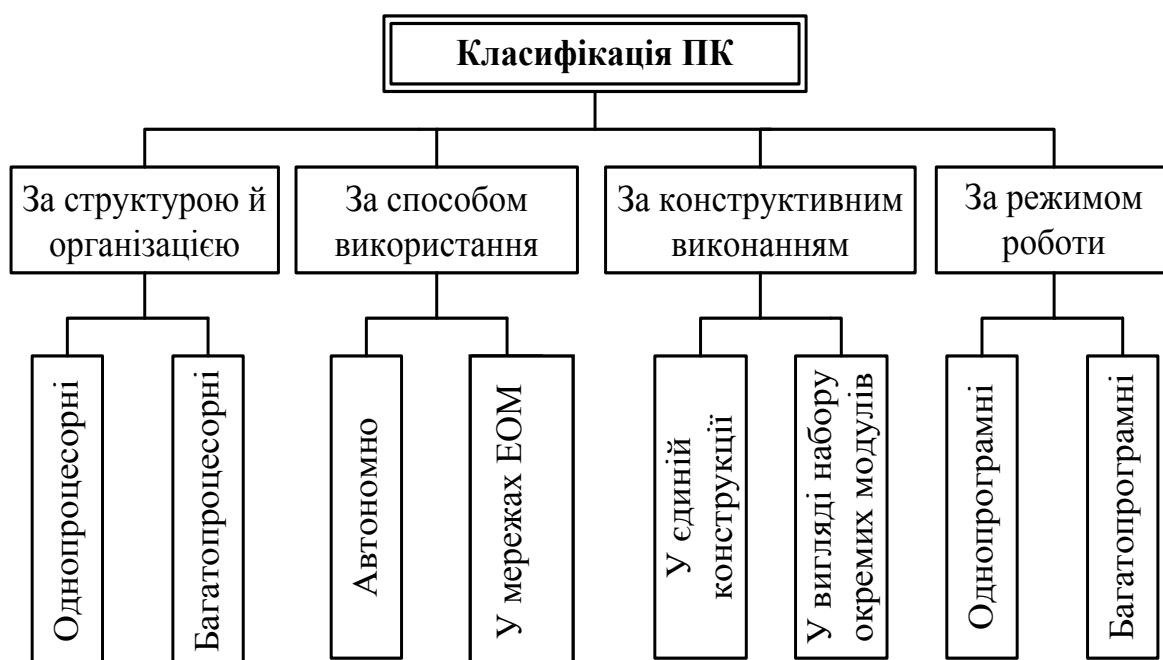 Класифікація ПК
За структурою й
організацією
За способом
використання
За конструктивним
виконанням
За режимом
роботи
Однопроцесорні
Багатопроцесорні
Автономно
У мережах ЕОМ
У єдиній
конструкції
У вигляді набору
окремих модулів
Однопрограмні
Багатопрограмні